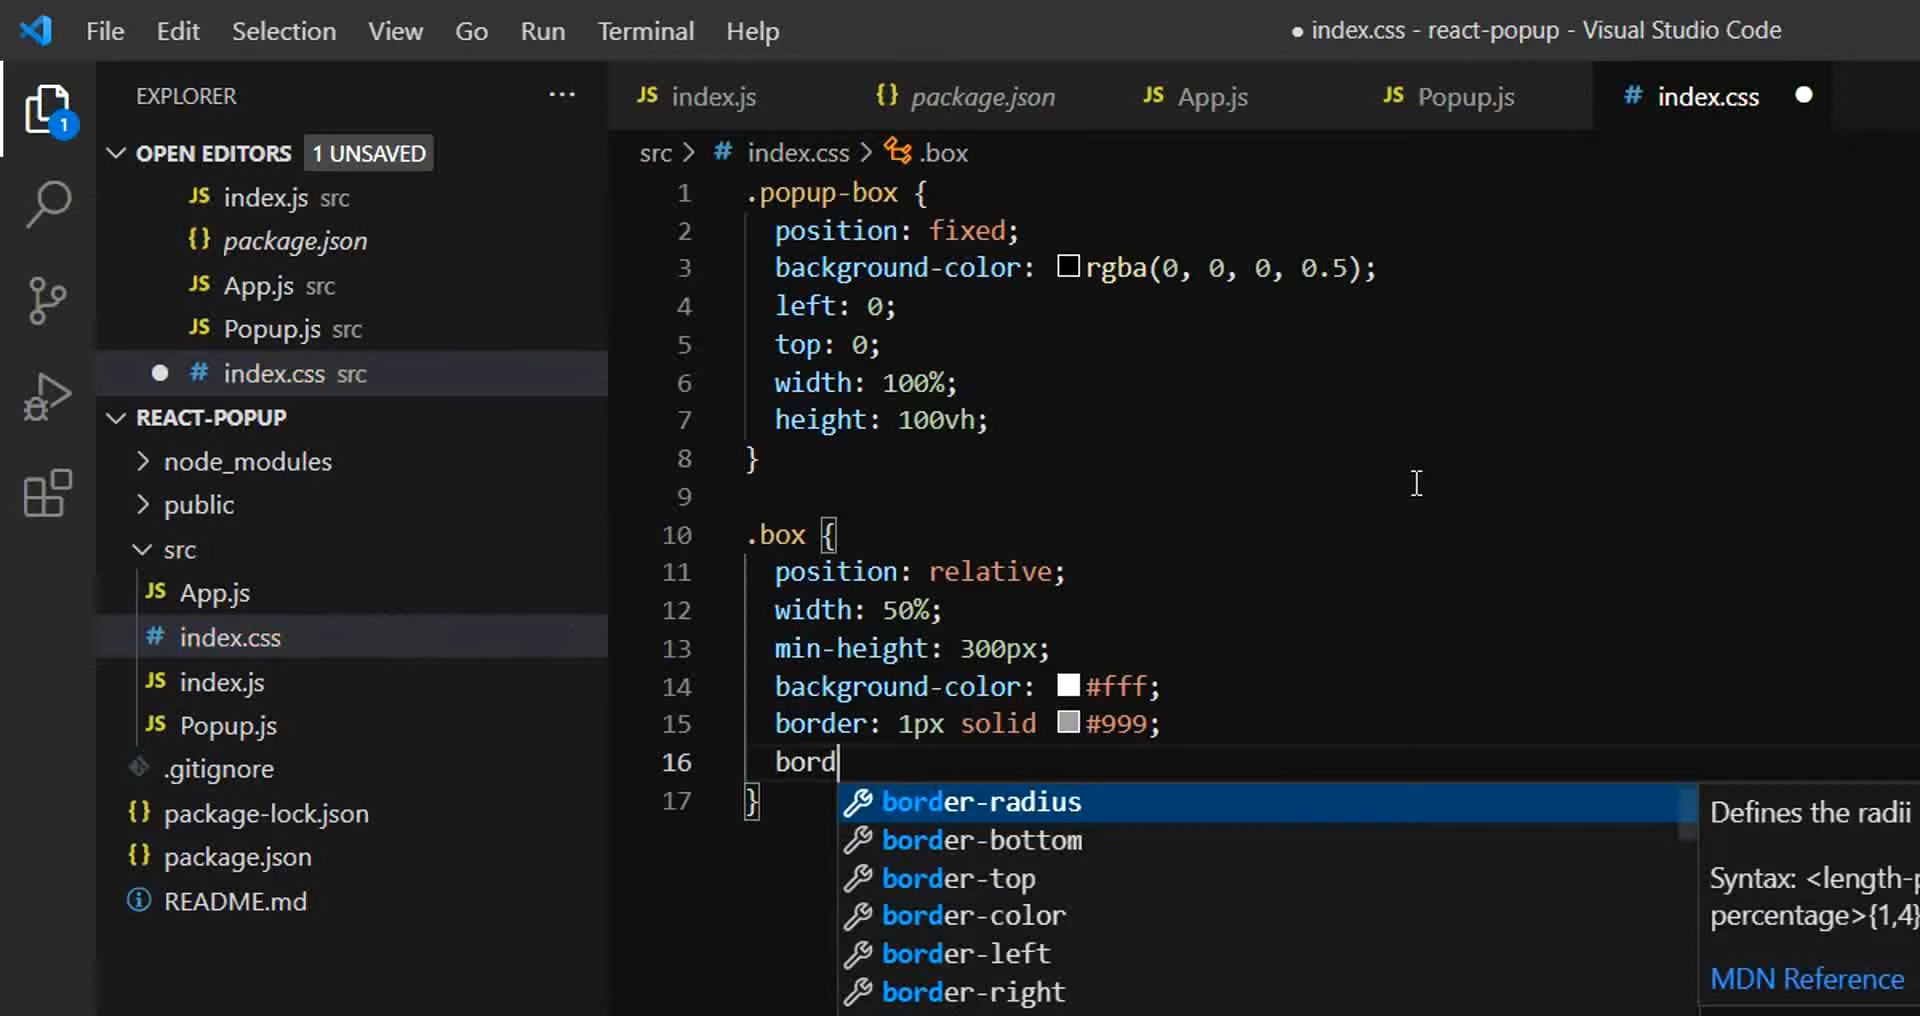 File Edit Selection View Go Run Terminal Help
● index.css - react-popup - Visual Studio Code
1
EXPLORER ...
OPEN EDITORS 1 UNSAVED
JS index.js src
{} package.json
JS App.js src
JS Popup.js src
# index.css src
REACT-POPUP
node_modules
public
src
JS App.js
# index.css
JS index.js
JS Popup.js
.gitignore
{} package-lock.json
{} package.json
README.md
JS index.js {} package.json JS App.js JS Popup.js # index.css
src > # index.css > .box
1 .popup-box {
2 position: fixed;
3 background-color: rgba(0, 0, 0, 0.5);
4 left: 0;
5 top: 0;
6 width: 100%;
7 height: 100vh;
8 }
9
10 .box {
11 position: relative;
12 width: 50%;
13 min-height: 300px;
14 background-color: #fff;
15 border: 1px solid #999;
16 bord
17 }
border-radius
border-bottom
border-top
border-color
border-left
border-right
Defines the radii
Syntax: <length-p
percentage>{1,4}
MDN Reference